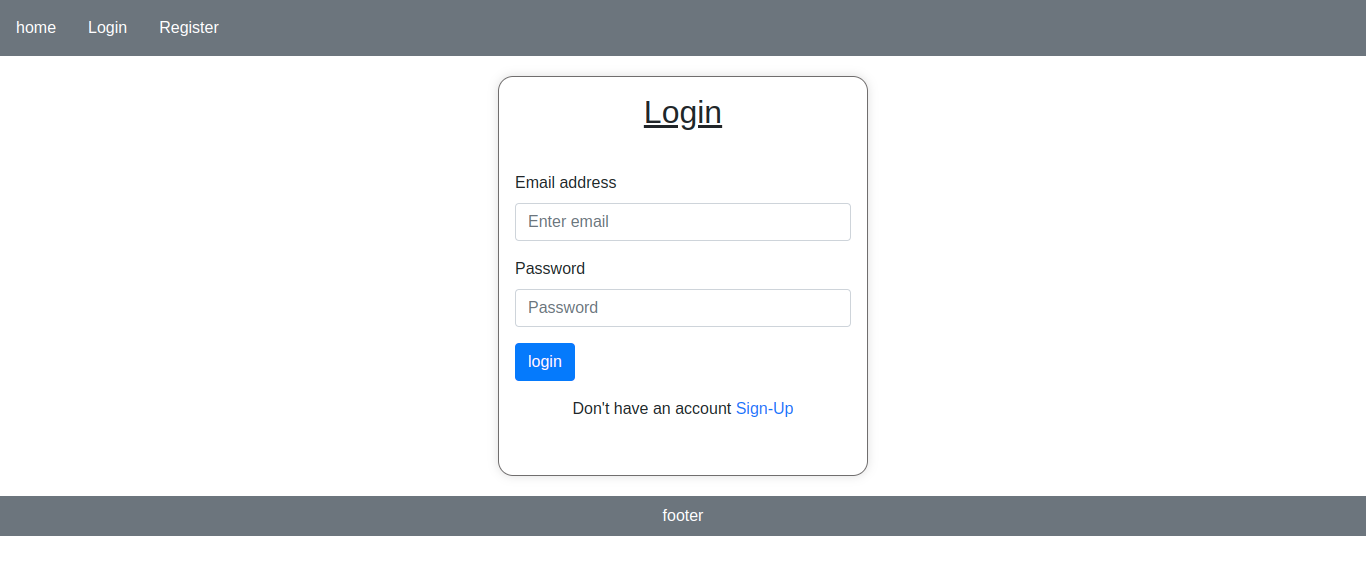 home Login Register
Login
Email address
Enter email
Password
Password
login
Don't have an account Sign-Up
footer